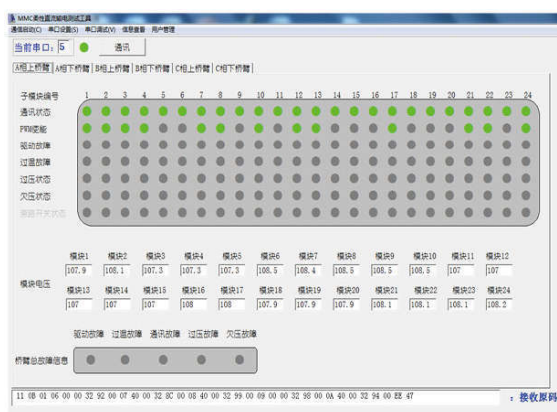 MMC柔性直流输电测试工具
通信启动(C) 串口设置(S) 串口调试(V) 信息查看 用户管理
当前串口: 5 通讯
A相上桥臂 A相下桥臂 B相上桥臂 B相下桥臂 C相上桥臂 C相下桥臂
子模块编号 1 2 3 4 5 6 7 8 9 10 11 12 13 14 15 16 17 18 19 20 21 22 23 24
通讯状态
PWM使能
驱动故障
过温故障
过压状态
欠压状态
旁路开关状态
模块1 模块2 模块3 模块4 模块5 模块6 模块7 模块8 模块9 模块10 模块11 模块12
107.9 108.1 107.3 107.3 107.3 108.5 108.4 108.5 108.5 108.5 107 107
模块电压
模块13 模块14 模块15 模块16 模块17 模块18 模块19 模块20 模块21 模块22 模块23 模块24
107 107 107 108 108 107.9 107.9 107.9 108.1 108.1 108.1 108.2
驱动故障 过温故障 通讯故障 过压故障 欠压故障
桥臂总故障信息
11 0B 01 06 00 00 32 92 00 07 40 00 32 8C 00 08 40 00 32 99 00 09 00 00 32 98 00 0A 40 00 32 94 00 EE 47
: 接收原码